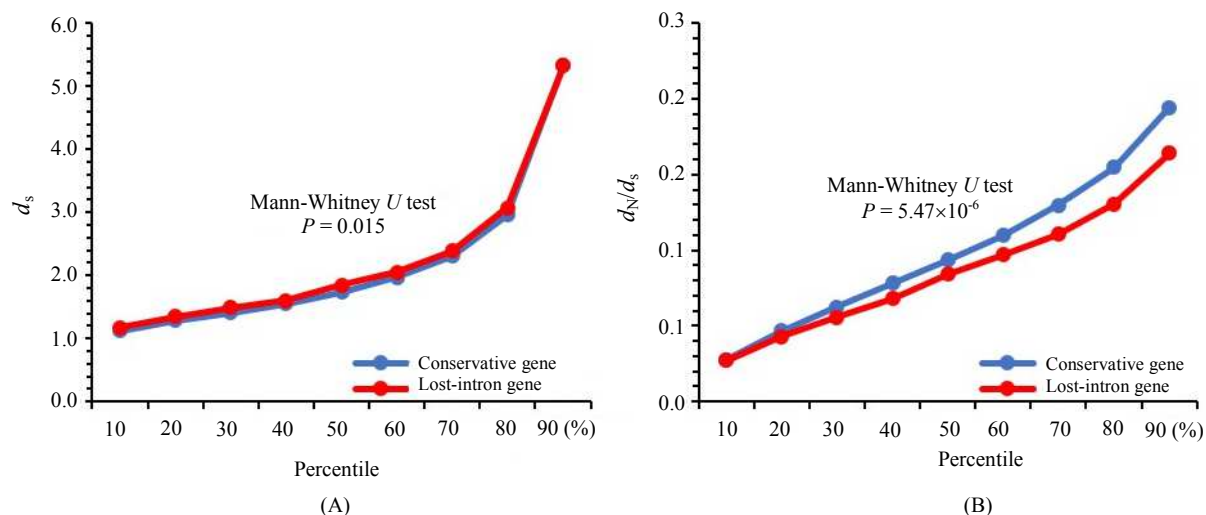 6.0
5.0
4.0
3.0
2.0
1.0
0.0
d_s
Mann-Whitney U test
P = 0.015
Conservative gene
Lost-intron gene
10 20 30 40 50 60 70 80 90 (%)
Percentile
(A)
0.3
0.2
0.2
0.1
0.1
0.0
d_N/d_s
Mann-Whitney U test
P = 5.47×10⁻⁶
Conservative gene
Lost-intron gene
10 20 30 40 50 60 70 80 90 (%)
Percentile
(B)